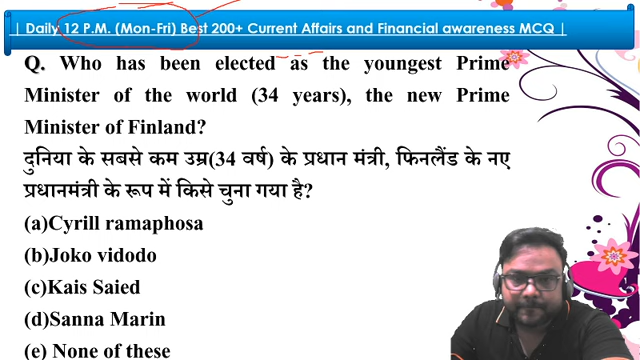 | Daily 12 P.M. (Mon-Fri) Best 200+ Current Affairs and Financial awareness MCQ |
Q. Who has been elected as the youngest Prime
Minister of the world (34 years), the new Prime
Minister of Finland?
दुनिया के सबसे कम उम्र(34 वर्ष) के प्रधान मंत्री, फिनलैंड के नए
प्रधानमंत्री के रूप में किसे चुना गया है?
(a)Cyrill ramaphosa
(b)Joko vidodo
(c)Kais Saied
(d)Sanna Marin
(e) None of these